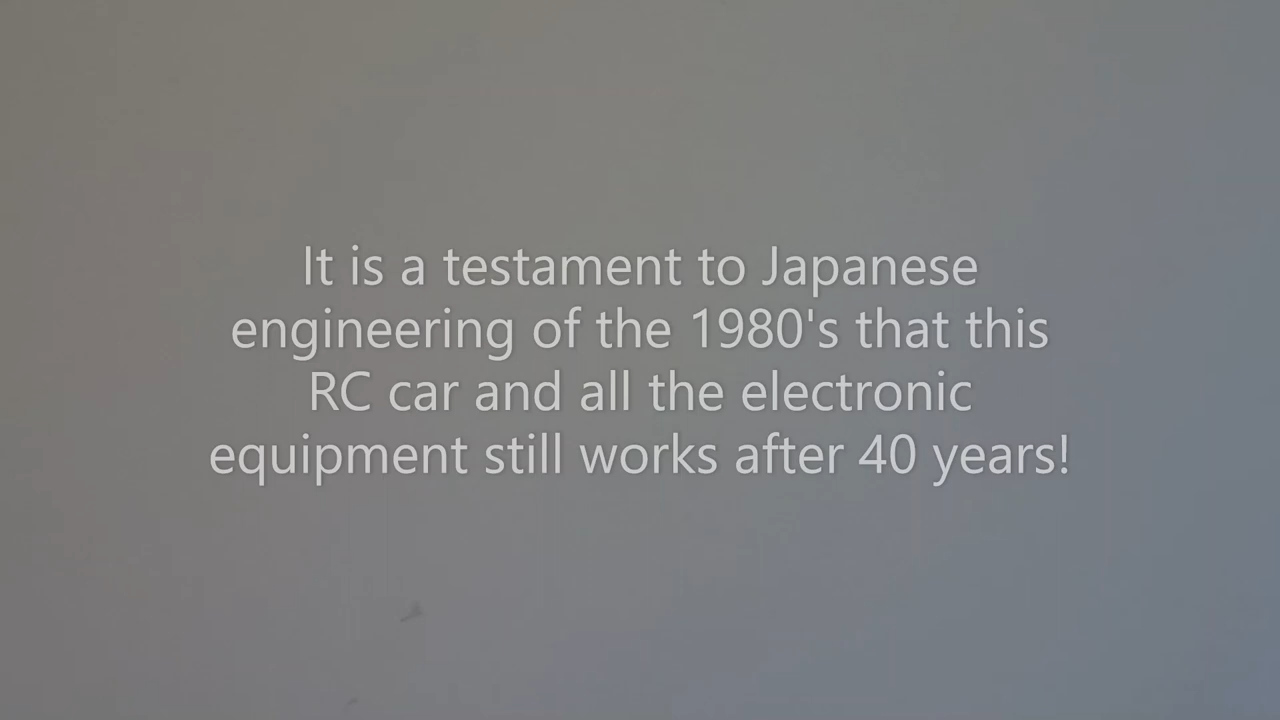 It is a testament to Japanese
engineering of the 1980's that this
RC car and all the electronic
equipment still works after 40 years!